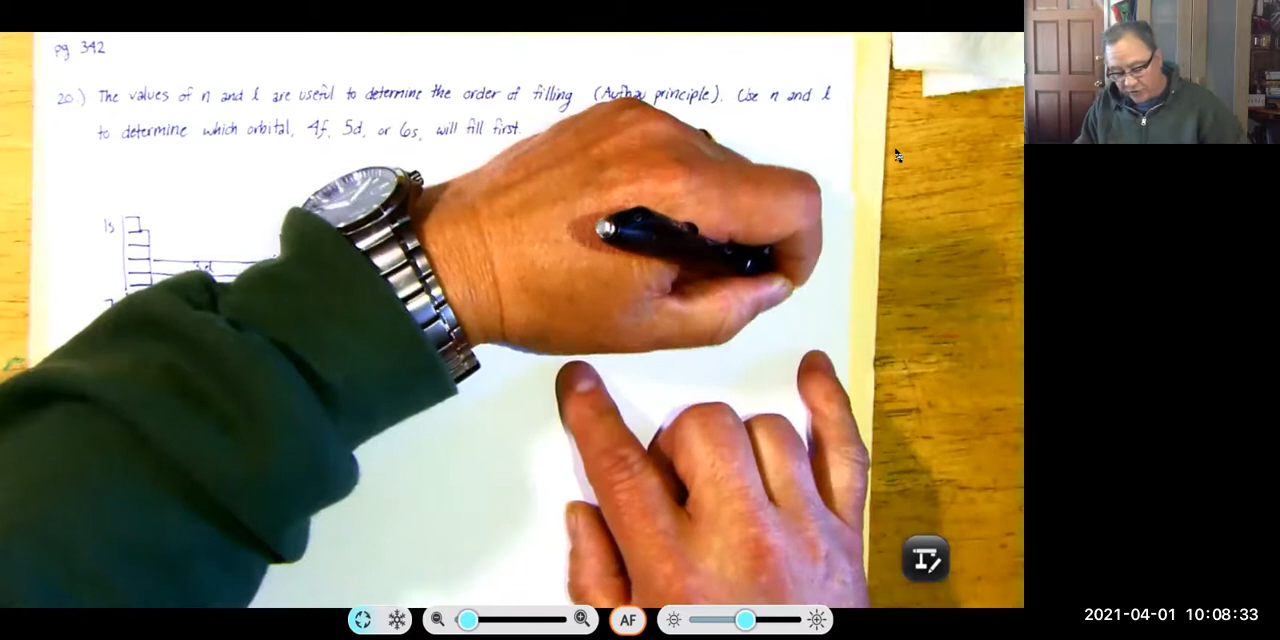 pg 342
20.) The values of n and l are useful to determine the order of filling (Aufbau principle). Use n and l
to determine which orbital, 4f, 5d, or 6s, will fill first.
1s
3d
AF
2021-04-01 10:08:33